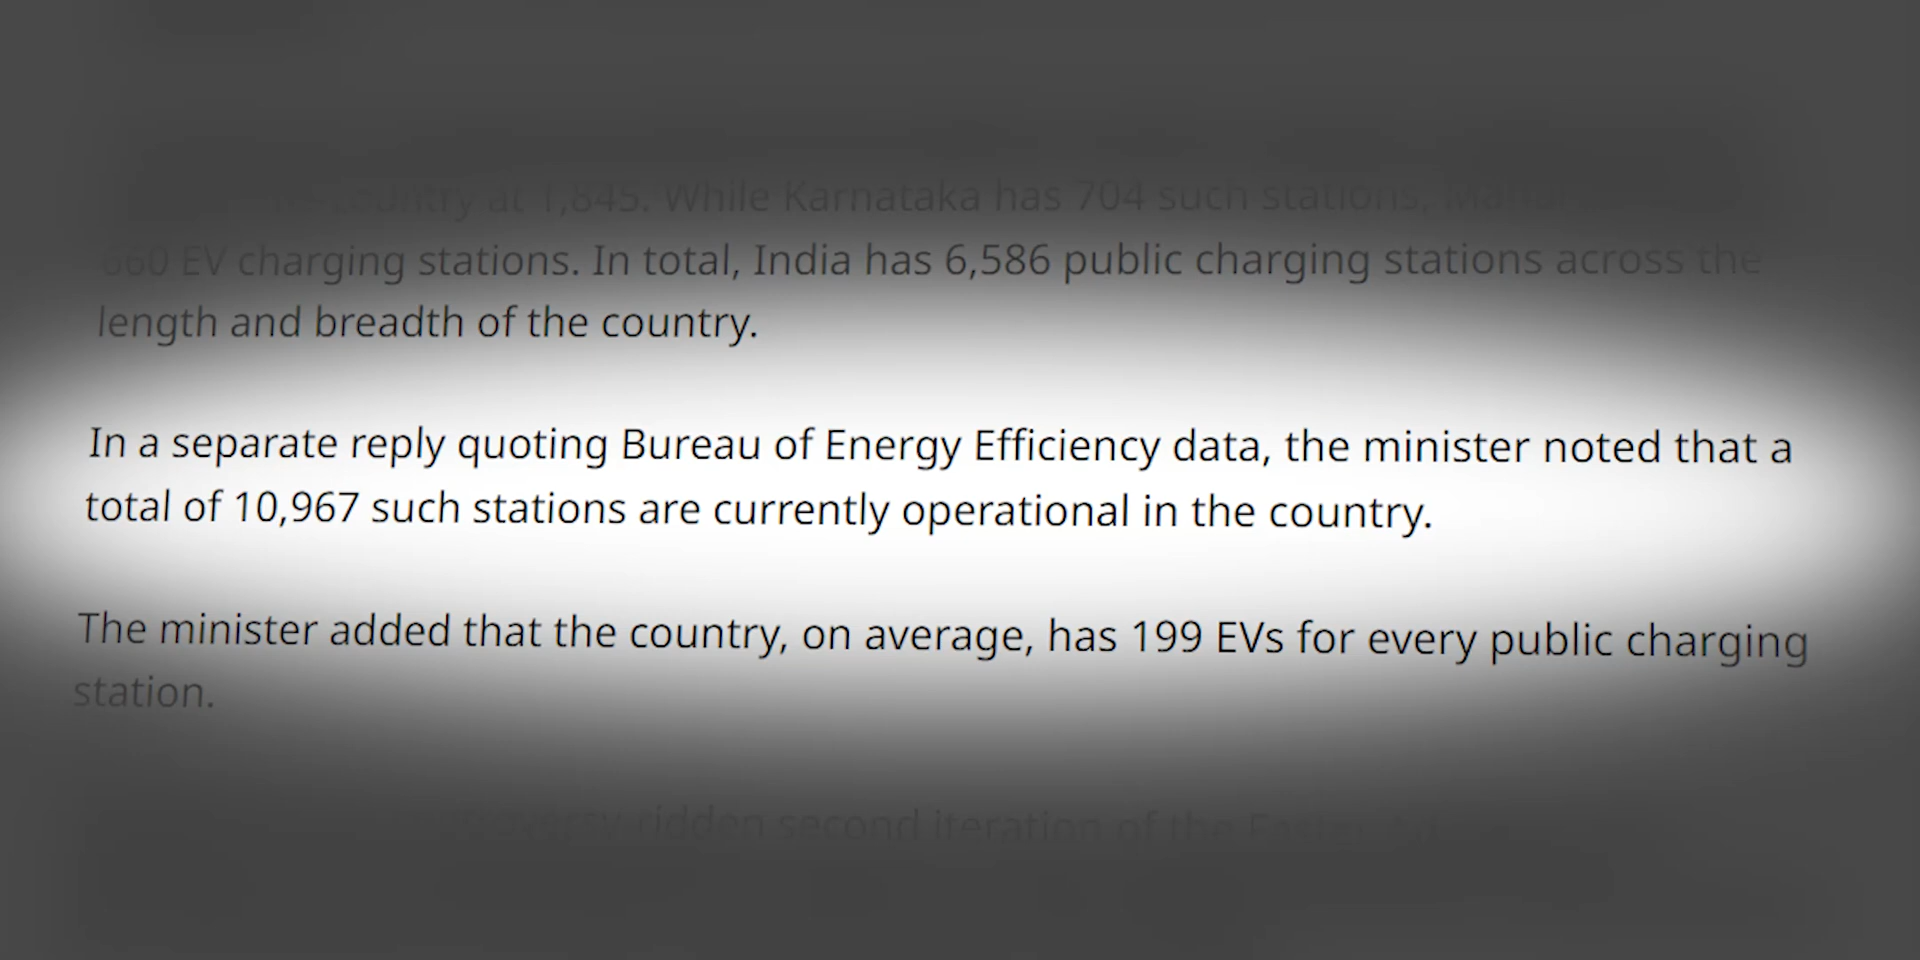 country at 1,845. While Karnataka has 704 such stations,
660 EV charging stations. In total, India has 6,586 public charging stations across the
length and breadth of the country.
In a separate reply quoting Bureau of Energy Efficiency data, the minister noted that a
total of 10,967 such stations are currently operational in the country.
The minister added that the country, on average, has 199 EVs for every public charging
station.
ridden second iteration of the